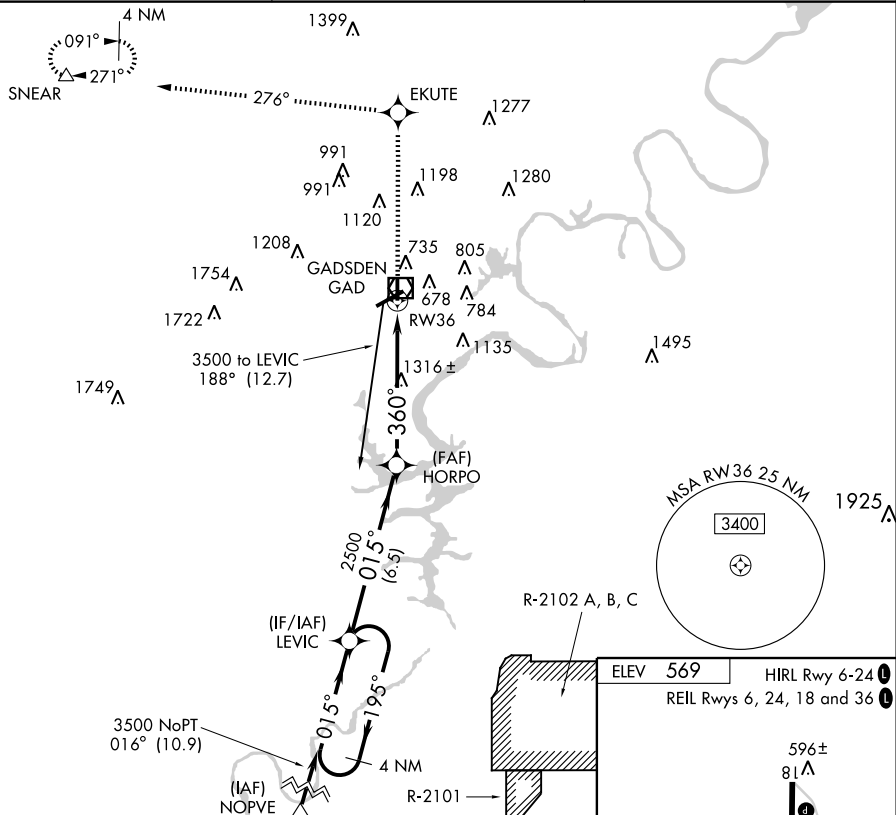 4 NM
1399
091°
271°
SNEAR
276°
EKUTE
1277
991
991
1198
1280
1120
1208
735
805
GADSDEN
GAD
1754
678
784
1722
RW36
3500 to LEVIC
188° (12.7)
1135
1495
1316 ±
1749
360°
(FAF)
HORPO
MSA RW36 25 NM
3400
1925
2500
015°
(6.5)
R-2102 A, B, C
(IF/IAF)
LEVIC
195°
015°
3500 NoPT
016° (10.9)
4 NM
(IAF)
NOPVE
R-2101
ELEV 569
HIRL Rwy 6-24 L
REIL Rwys 6, 24, 18 and 36 L
596±
18
P